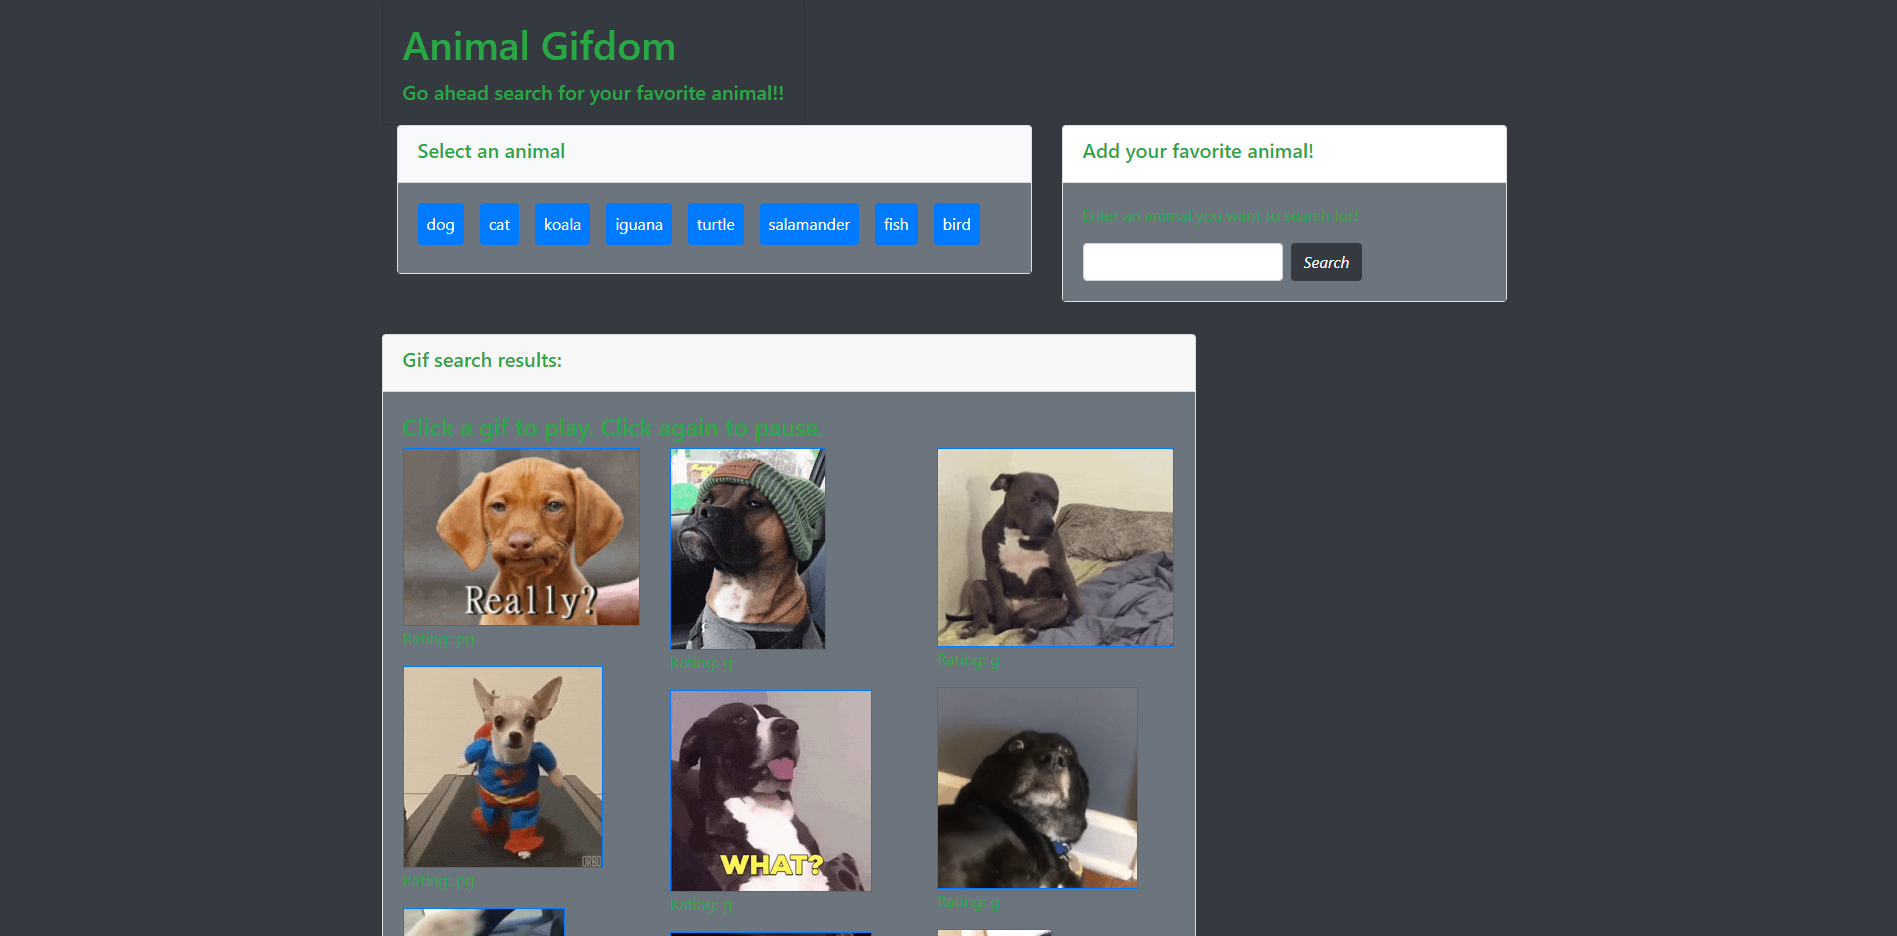 Animal Gifdom
Go ahead search for your favorite animal!!
Select an animal
dog cat koala iguana turtle salamander fish bird
Add your favorite animal!
Enter an animal you want to search for!
Search
Gif search results:
Click a gif to play. Click again to pause.
Really?
Rating: pg
Rating: g
Rating: g
ORBO
Rating: pg
WHAT?
Rating: g
Rating: g